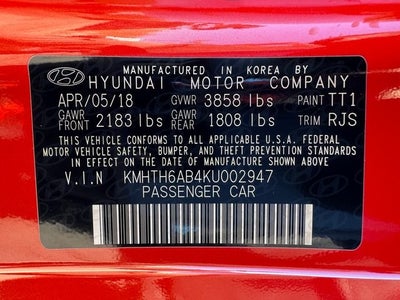 MANUFACTURED IN KOREA BY
HYUNDAI MOTOR COMPANY
APR/05/18 GVWR 3858 lbs PAINT TT1
GAWR FRONT 2183 lbs GAWR REAR 1808 lbs TRIM RJS
THIS VEHICLE CONFORMS TO ALL APPLICABLE U.S.A. FEDERAL
MOTOR VEHICLE SAFETY, BUMPER, AND THEFT PREVENTION
STANDARDS IN EFFECT ON THE DATE OF MANUFACTURE SHOWN ABOVE.
V.I.N KMHTH6AB4KU002947
PASSENGER CAR